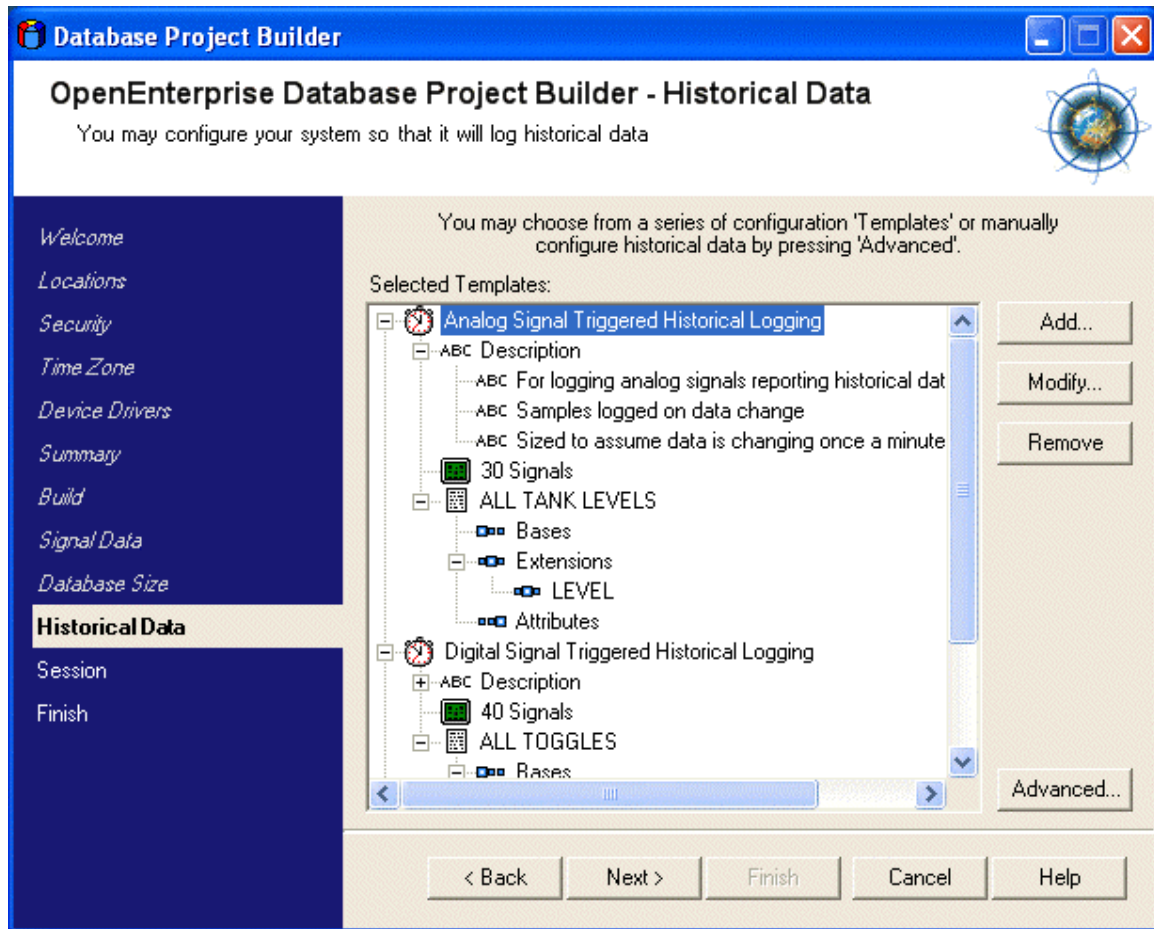 Database Project Builder
OpenEnterprise Database Project Builder - Historical Data
You may configure your system so that it will log historical data
Welcome
Locations
Security
Time Zone
Device Drivers
Summary
Build
Signal Data
Database Size
Historical Data
Session
Finish
You may choose from a series of configuration 'Templates' or manually
configure historical data by pressing 'Advanced'.
Selected Templates:
Analog Signal Triggered Historical Logging
ABC Description
ABC For logging analog signals reporting historical dat
ABC Samples logged on data change
ABC Sized to assume data is changing once a minute
30 Signals
ALL TANK LEVELS
Bases
Extensions
LEVEL
Attributes
Digital Signal Triggered Historical Logging
ABC Description
40 Signals
ALL TOGGLES
Bases
Add...
Modify...
Remove
Advanced...
< Back
Next >
Finish
Cancel
Help